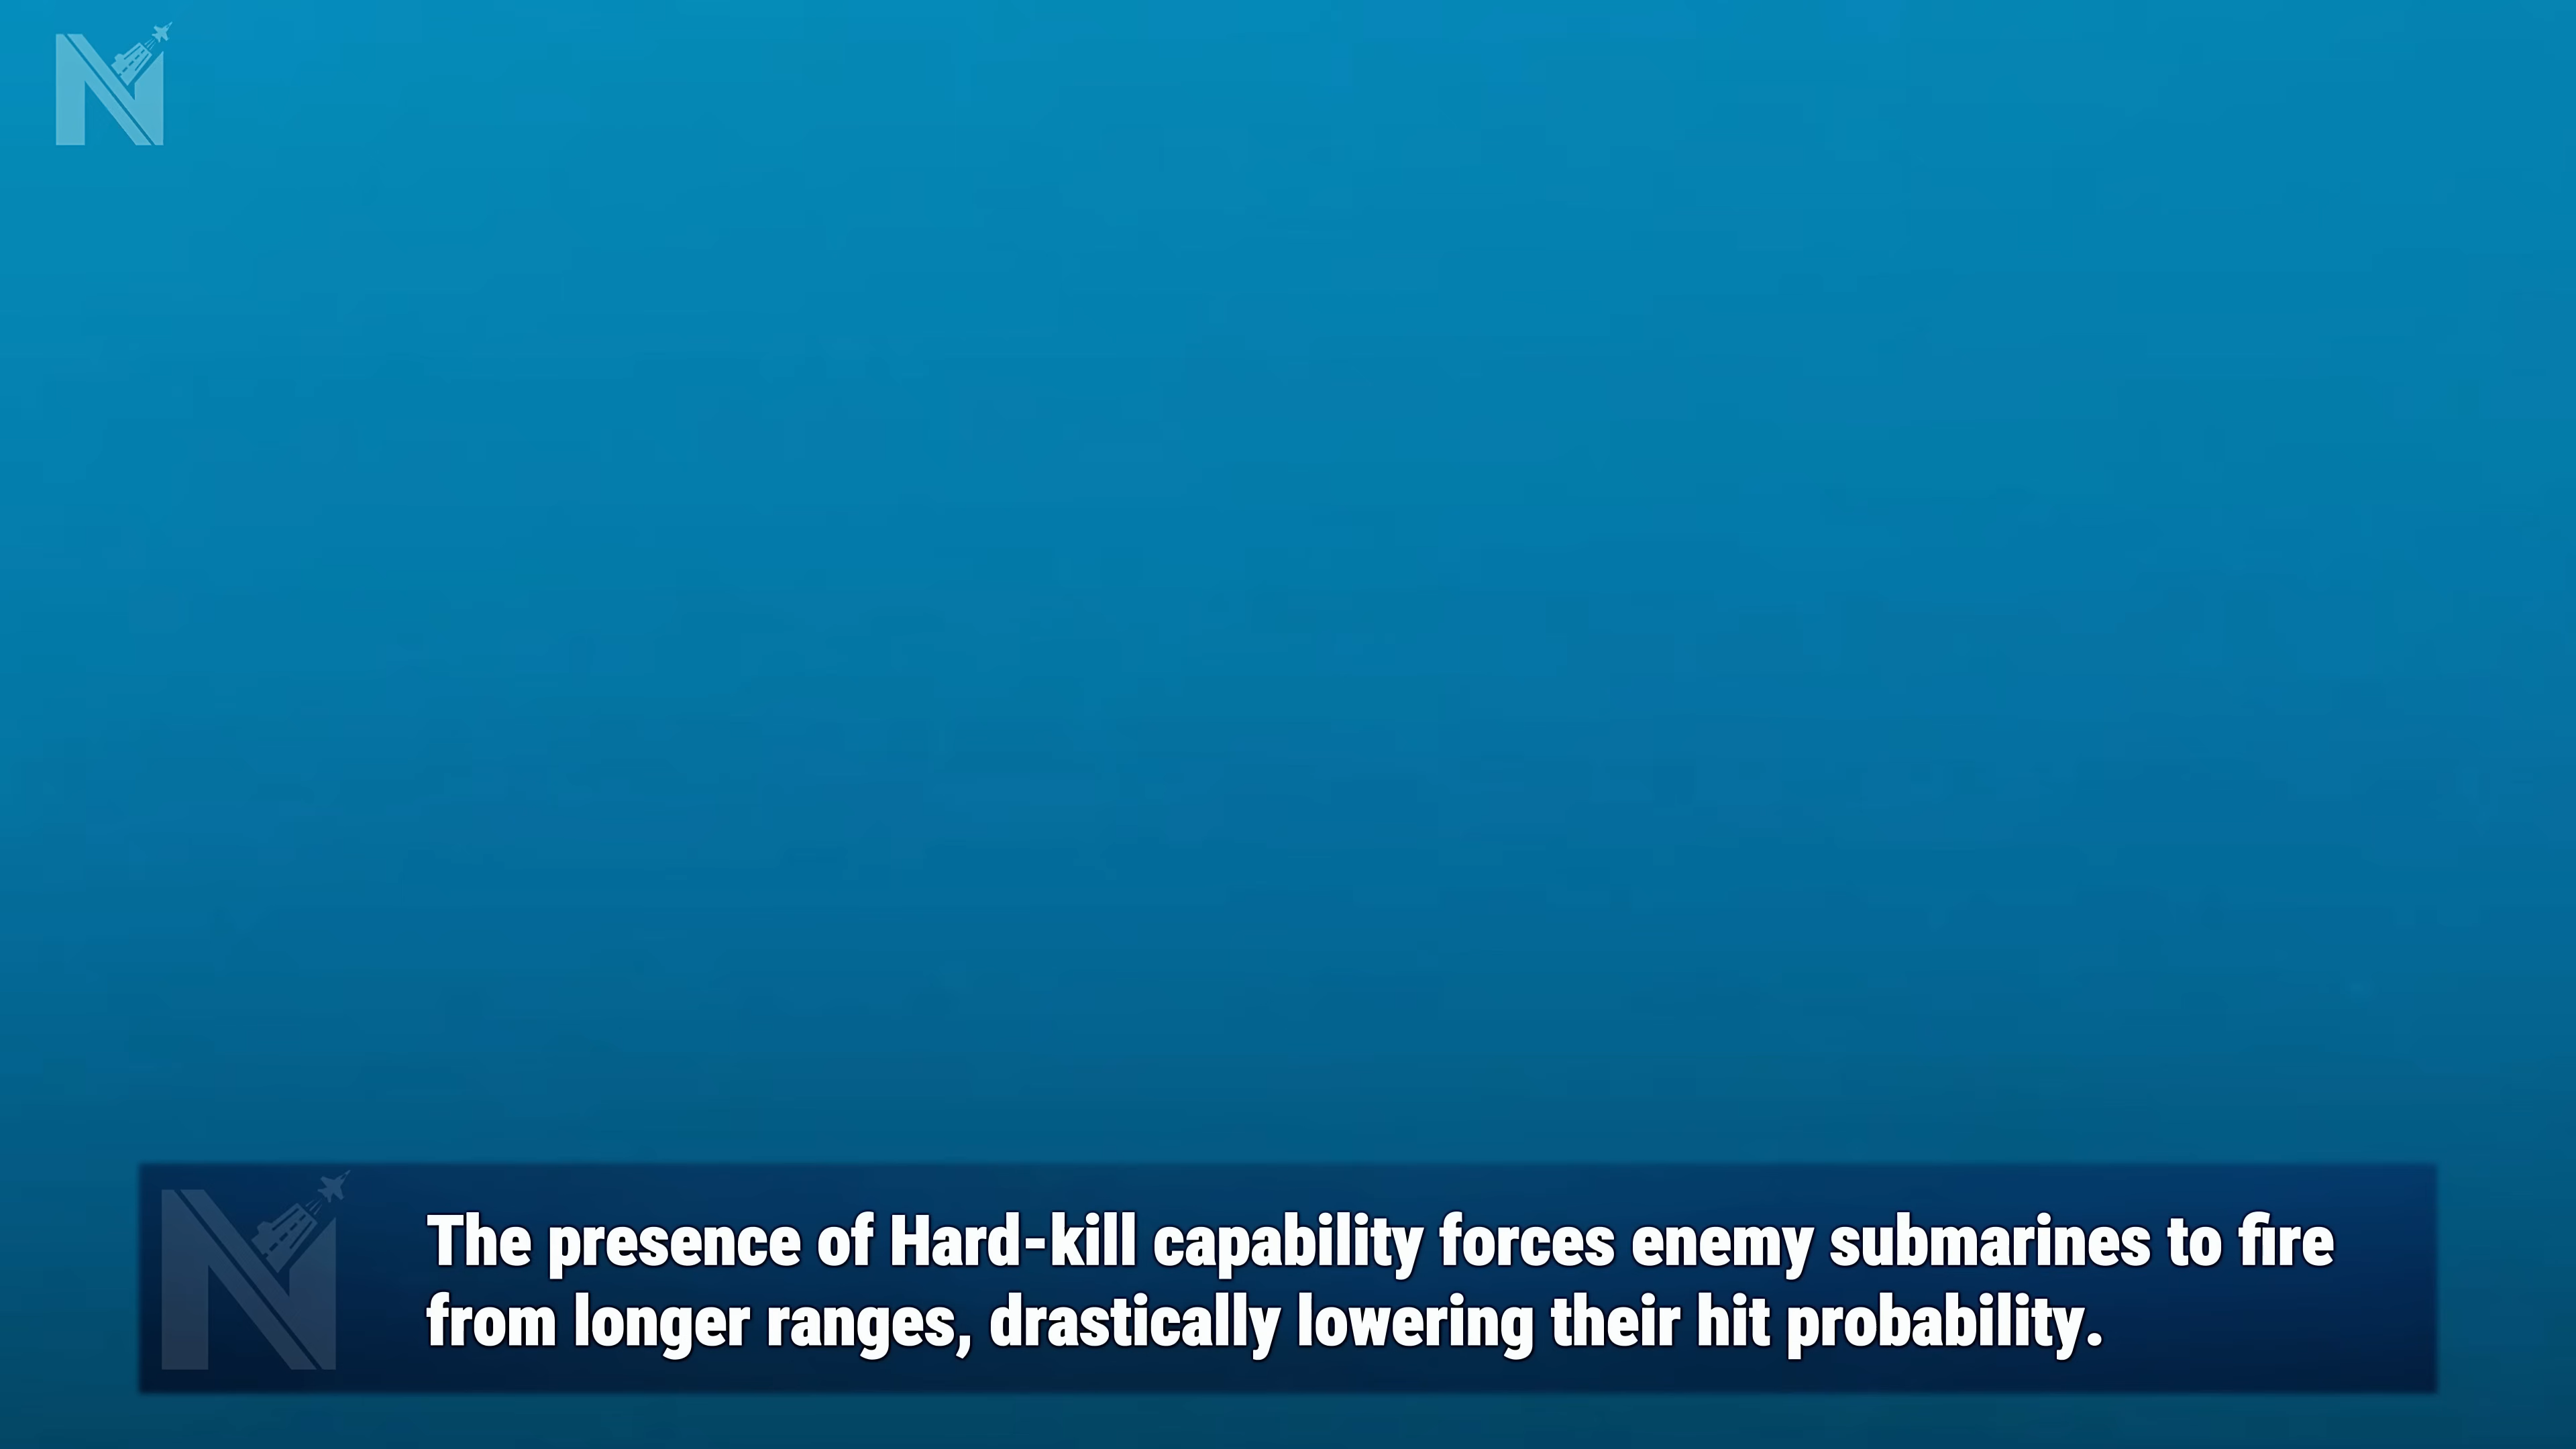 The presence of Hard-kill capability forces enemy submarines to fire
from longer ranges, drastically lowering their hit probability.